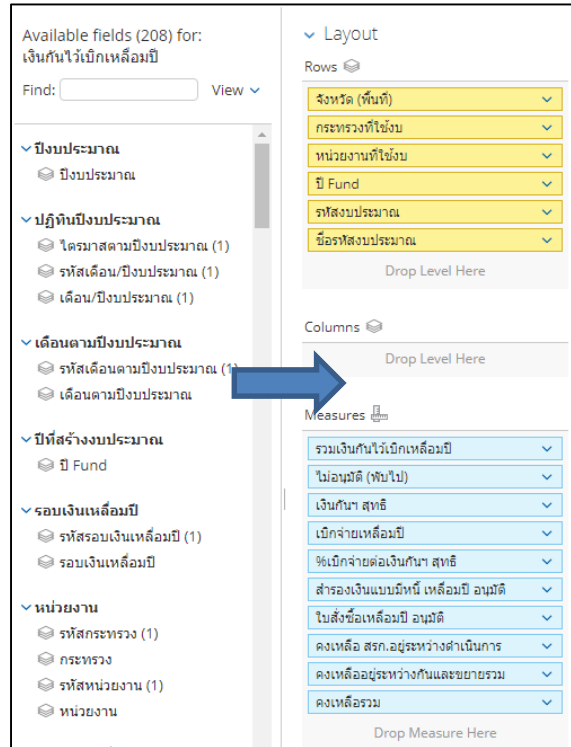 Available fields (208) for:
เงินกันไว้เบิกเหลื่อมปี
Find:
View
ปีงบประมาณ
ปีงบประมาณ
ปฏิทินปีงบประมาณ
ไตรมาสตามปีงบประมาณ (1)
รหัสเดือน/ปีงบประมาณ (1)
เดือน/ปีงบประมาณ (1)
เดือนตามปีงบประมาณ
รหัสเดือนตามปีงบประมาณ (1)
เดือนตามปีงบประมาณ
ปีที่สร้างงบประมาณ
ปี Fund
รอบเงินเหลื่อมปี
รหัสรอบเงินเหลื่อมปี (1)
รอบเงินเหลื่อมปี
หน่วยงาน
รหัสกระทรวง (1)
กระทรวง
รหัสหน่วยงาน (1)
หน่วยงาน
Layout
Rows
จังหวัด (พื้นที่)
กระทรวงที่ใช้งบ
หน่วยงานที่ใช้งบ
ปี Fund
รหัสงบประมาณ
ชื่อรหัสงบประมาณ
Drop Level Here
Columns
Drop Level Here
Measures
รวมเงินกันไว้เบิกเหลื่อมปี
ไม่อนุมัติ (พับไป)
เงินกันฯ สุทธิ
เบิกจ่ายเหลื่อมปี
%เบิกจ่ายต่อเงินกันฯ สุทธิ
สำรองเงินแบบมีหนี้ เหลื่อมปี อนุมัติ
ใบสั่งซื้อเหลื่อมปี อนุมัติ
คงเหลือ สรก.อยู่ระหว่างดำเนินการ
คงเหลืออยู่ระหว่างกันและขยายรวม
คงเหลือรวม
Drop Measure Here